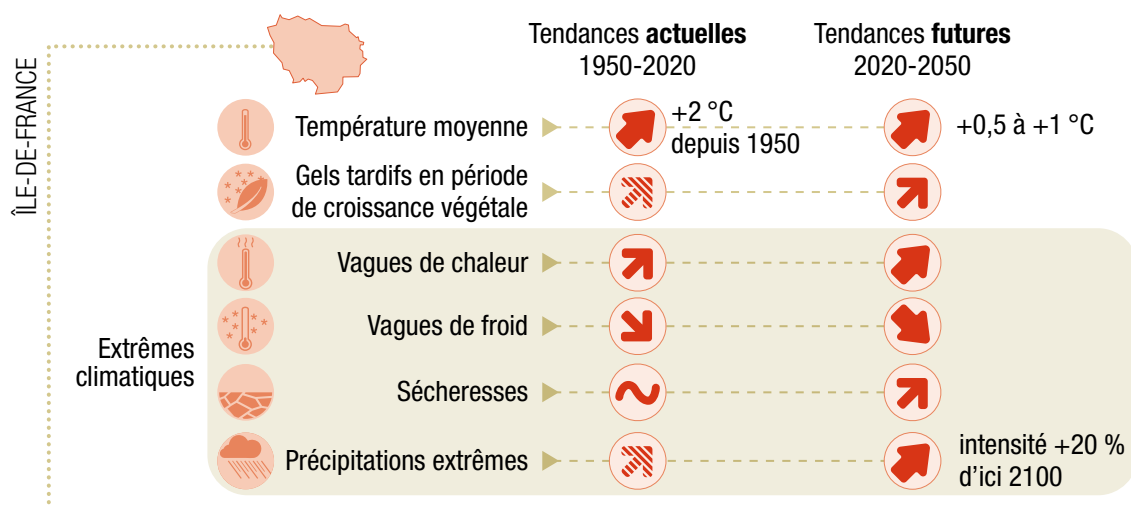 ÎLE-DE-FRANCE
Tendances actuelles
1950-2020
Tendances futures
2020-2050
Température moyenne
+2 °C
depuis 1950
+0,5 à +1 °C
Gels tardifs en période
de croissance végétale
Extrêmes
climatiques
Vagues de chaleur
Vagues de froid
Sécheresses
Précipitations extrêmes
intensité +20 %
d'ici 2100